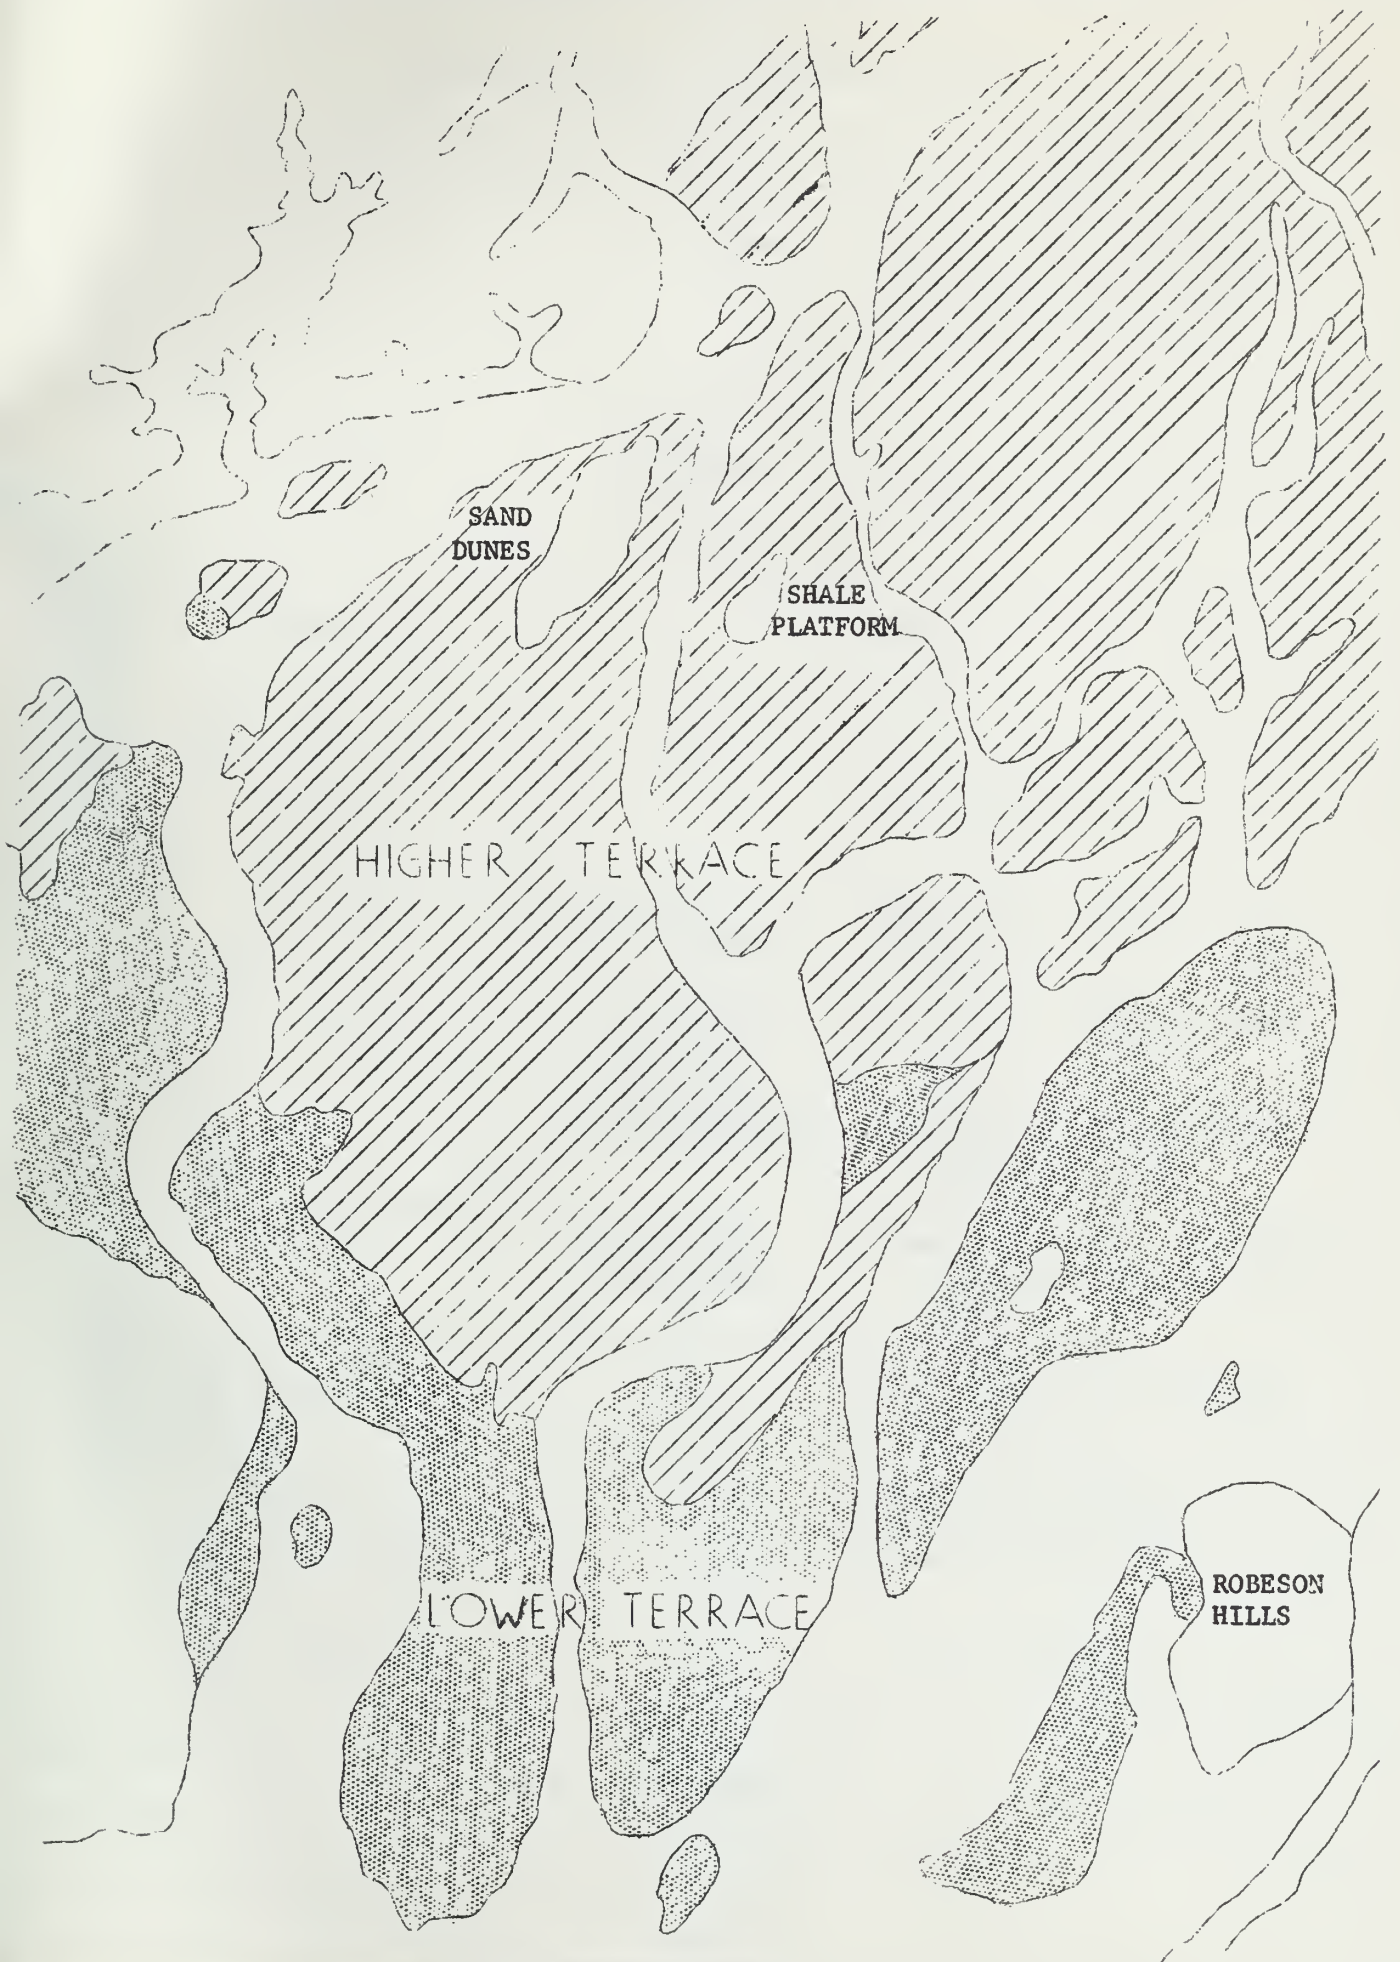 SAND
DUNES
SHALE
PLATFORM
HIGHER TERRACE
LOWER TERRACE
ROBESON
HILLS